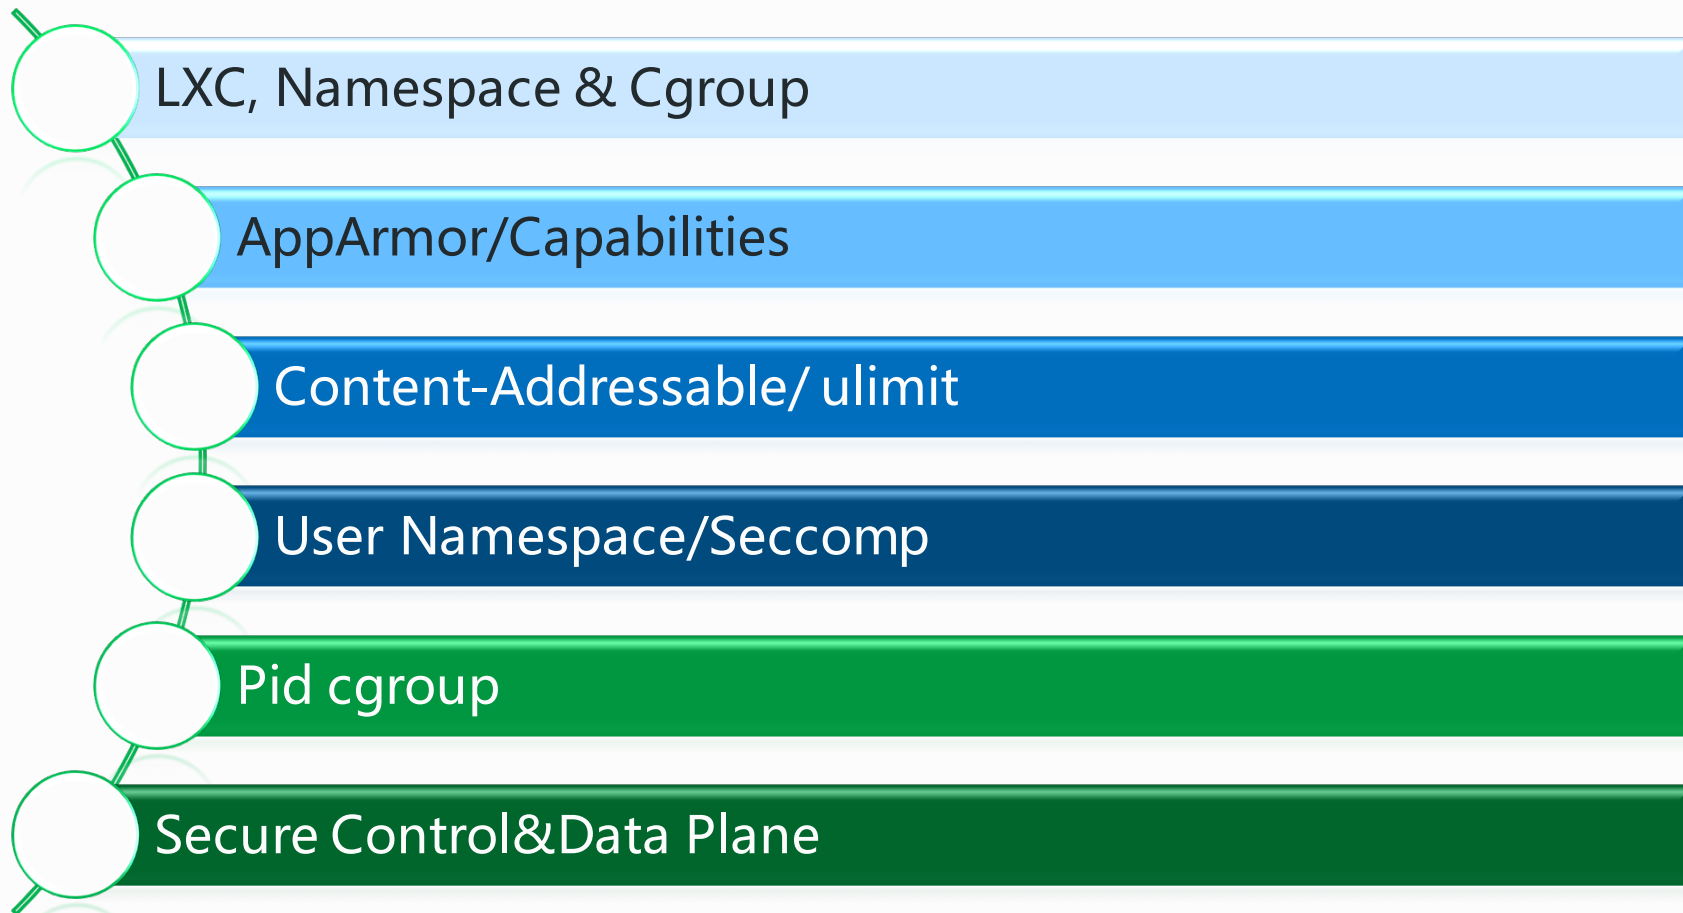 LXC, Namespace & Cgroup
AppArmor/Capabilities
Content-Addressable/ ulimit
User Namespace/Seccomp
Pid cgroup
Secure Control&Data Plane